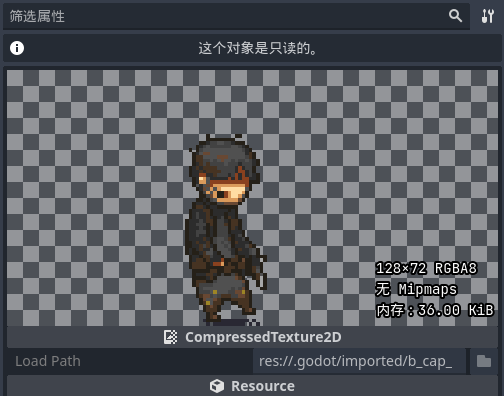 筛选属性
这个对象是只读的。
128×72 RGBA8
无 Mipmaps
内存：36.00 KiB
CompressedTexture2D
Load Path res://.godot/imported/b_cap_
Resource